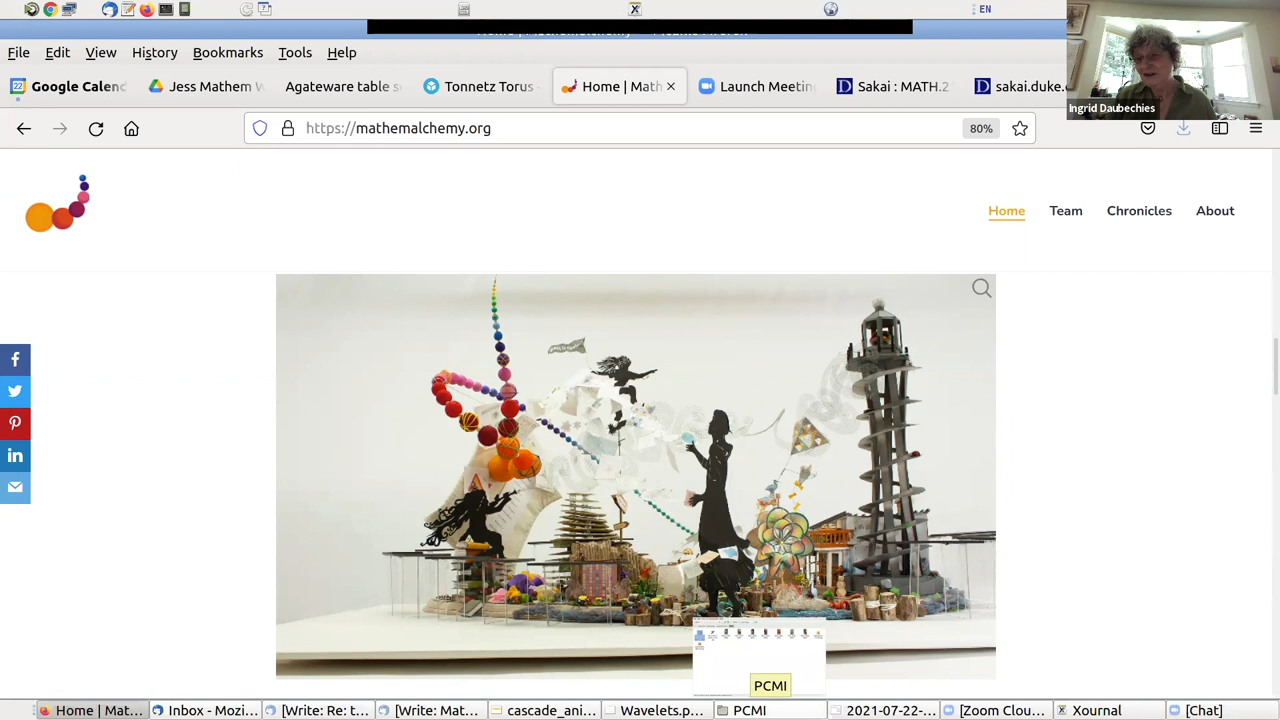 EN
File Edit View History Bookmarks Tools Help
Google Calend
Jess Mathem W
Agateware table s
Tonnetz Torus -
Home | Math
Launch Meetin
Sakai : MATH.2
sakai.duke.e
Ingrid Daubechies
https://mathemalchemy.org
80%
Home Team Chronicles About
PCMI
Home | Mat...
Inbox - Mozi...
[Write: Re: t...
[Write: Mat...
cascade_ani...
Wavelets.p...
PCMI
2021-07-22-...
[Zoom Clou...
Xournal
[Chat]